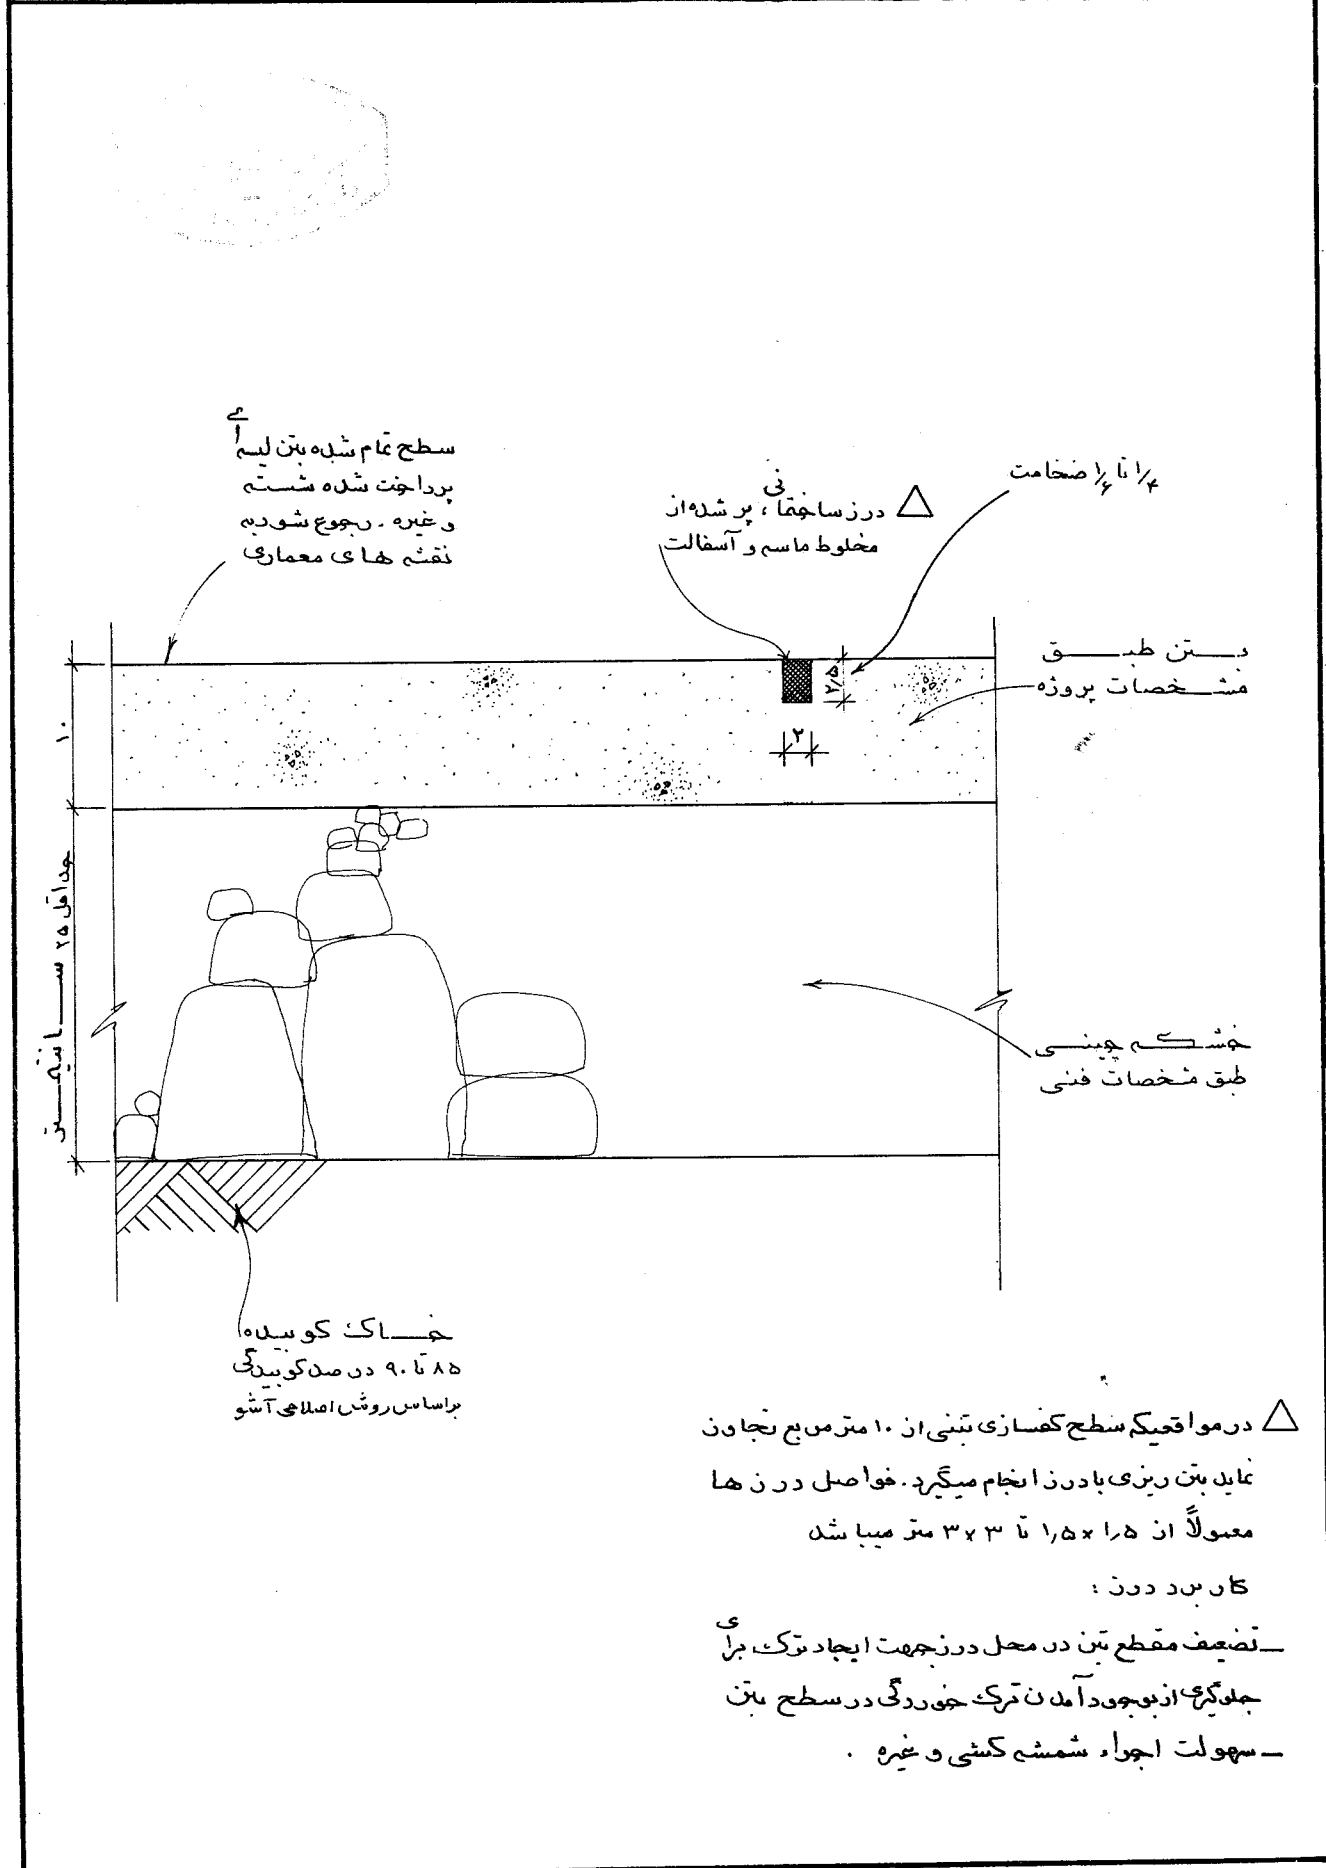 سطح تمام شده بتن لیسه‌ای
پرداخت شده شسته
و غیره . رجوع شود به
نقشه های معماری
△ درز ساختمانی ، پر شده از
مخلوط ماسه و آسفالت
۱/۴ تا ۱/۶ ضخامت
بتن طبق
مشخصات پروژه
۲/۵
۲
۱۰
حداقل ۲۵ سانتیمتر
خشکه چینی
طبق مشخصات فنی
خاک کوبیده
۸۵ تا ۹۰ درصد کوبیدگی
براساس روش اصلاحی آشو
△ در مواقعیکه سطح کفسازی بتنی از ۱۰ متر مربع تجاوز
نماید بتن ریزی با درز انجام میگیرد . فواصل درز ها
معمولاً از ۱٫۵ × ۱٫۵ تا ۳ × ۳ متر میباشد
کاربرد درز :
ـ تضعیف مقطع بتن در محل درز جهت ایجاد ترک برای
جلوگیری از بوجود آمدن ترک خوردگی در سطح بتن
ـ سهولت اجراء شمشه کشی و غیره .